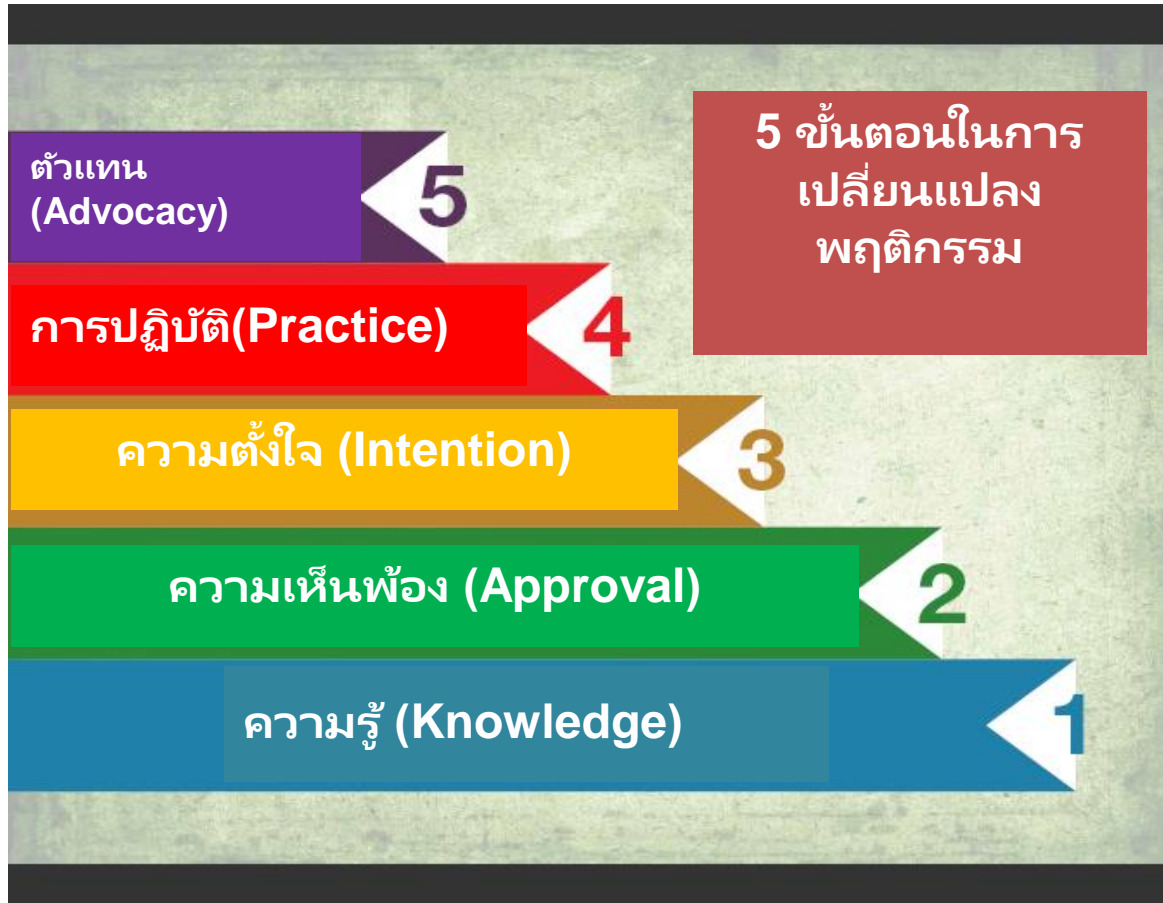 5 ขั้นตอนในการ
เปลี่ยนแปลง
พฤติกรรม
ตัวแทน
(Advocacy)
5
การปฏิบัติ(Practice)
4
ความตั้งใจ (Intention)
3
ความเห็นพ้อง (Approval)
2
ความรู้ (Knowledge)
1